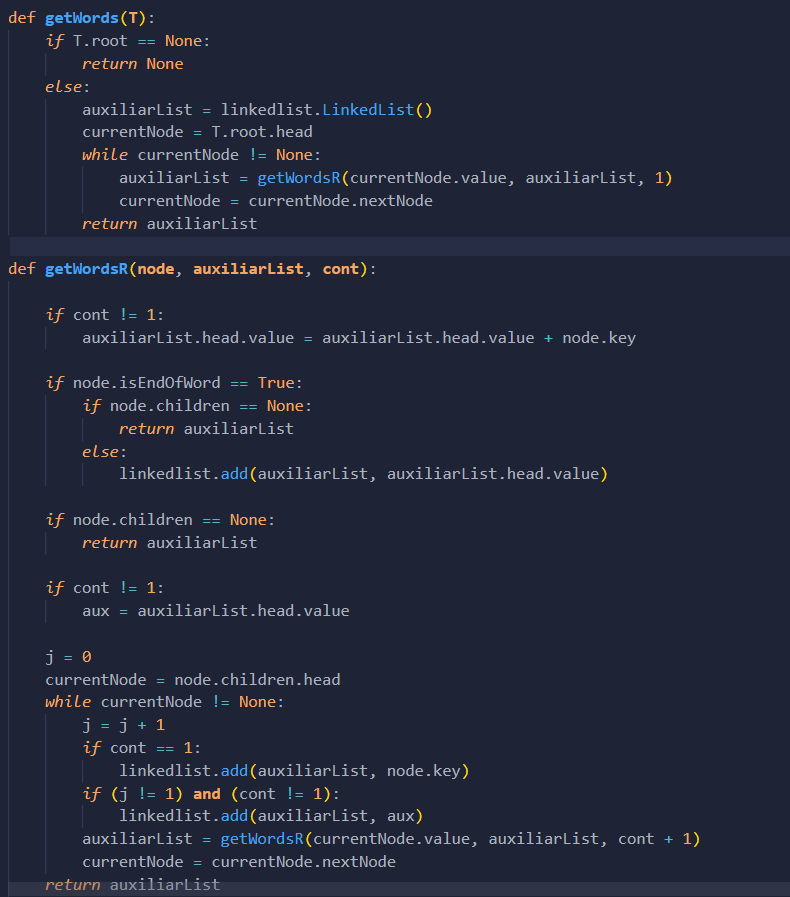 def getWords(T):
    if T.root == None:
        return None
    else:
        auxiliarList = linkedlist.LinkedList()
        currentNode = T.root.head
        while currentNode != None:
            auxiliarList = getWordsR(currentNode.value, auxiliarList, 1)
            currentNode = currentNode.nextNode
        return auxiliarList
def getWordsR(node, auxiliarList, cont):
    if cont != 1:
        auxiliarList.head.value = auxiliarList.head.value + node.key
    if node.isEndOfWord == True:
        if node.children == None:
            return auxiliarList
        else:
            linkedlist.add(auxiliarList, auxiliarList.head.value)
    if node.children == None:
        return auxiliarList
    if cont != 1:
        aux = auxiliarList.head.value
    j = 0
    currentNode = node.children.head
    while currentNode != None:
        j = j + 1
        if cont == 1:
            linkedlist.add(auxiliarList, node.key)
        if (j != 1) and (cont != 1):
            linkedlist.add(auxiliarList, aux)
        auxiliarList = getWordsR(currentNode.value, auxiliarList, cont + 1)
        currentNode = currentNode.nextNode
    return auxiliarList